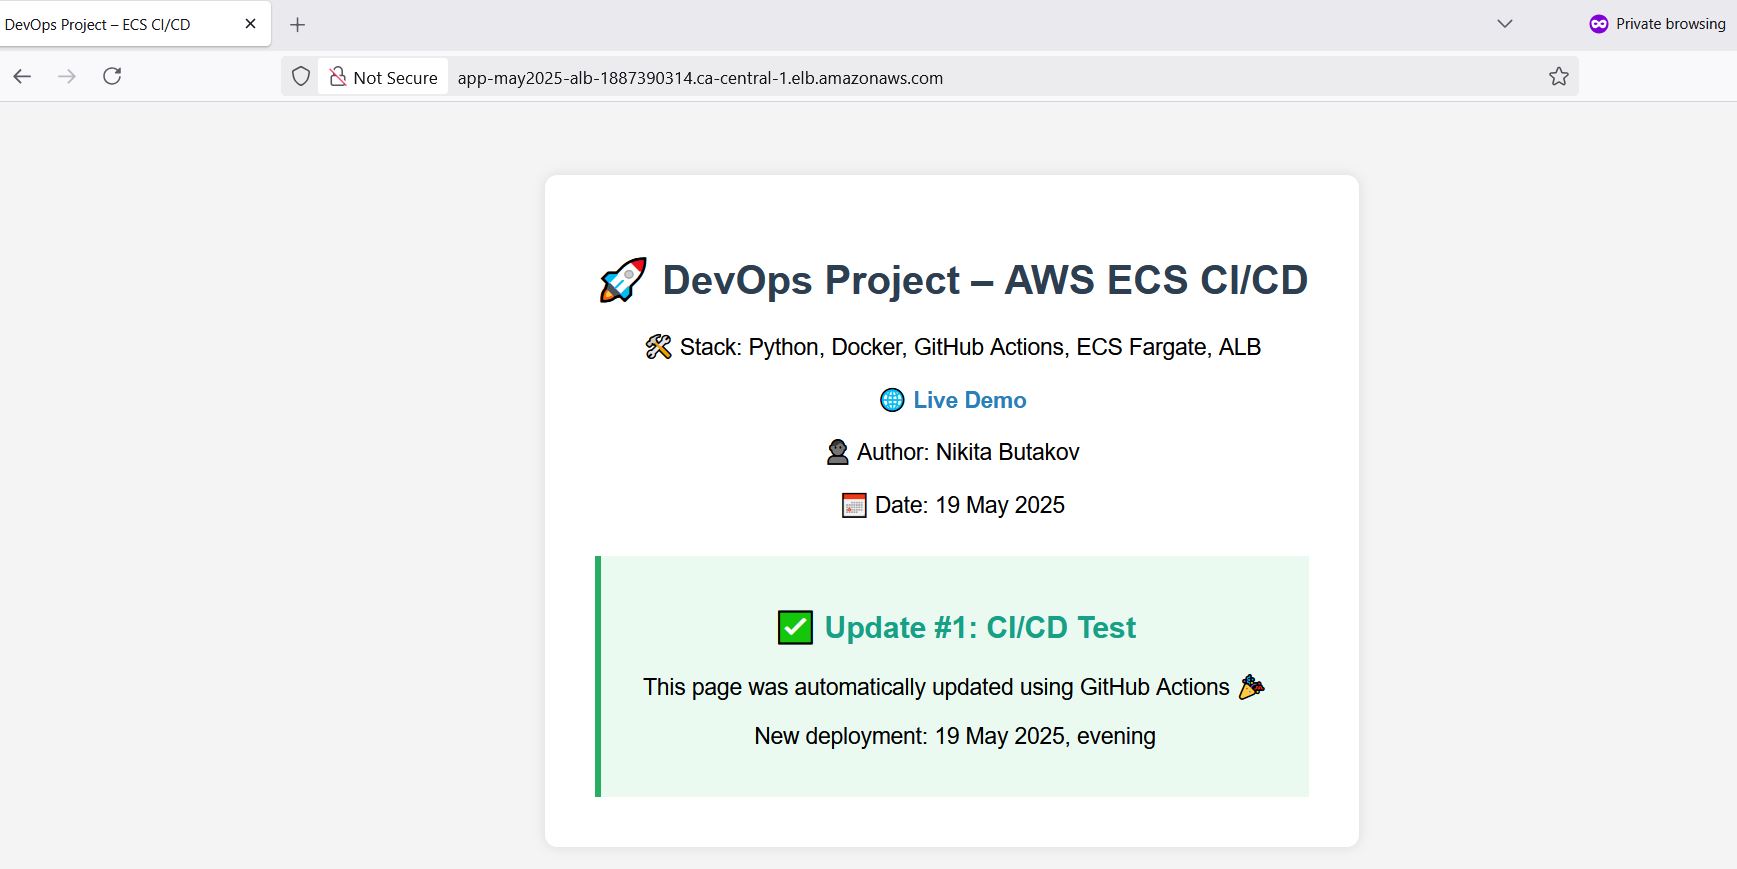 DevOps Project – ECS CI/CD
Private browsing
Not Secure app-may2025-alb-1887390314.ca-central-1.elb.amazonaws.com
🚀 DevOps Project – AWS ECS CI/CD
🛠 Stack: Python, Docker, GitHub Actions, ECS Fargate, ALB
🌐 Live Demo
👤 Author: Nikita Butakov
📅 Date: 19 May 2025
✅ Update #1: CI/CD Test
This page was automatically updated using GitHub Actions 🎉
New deployment: 19 May 2025, evening